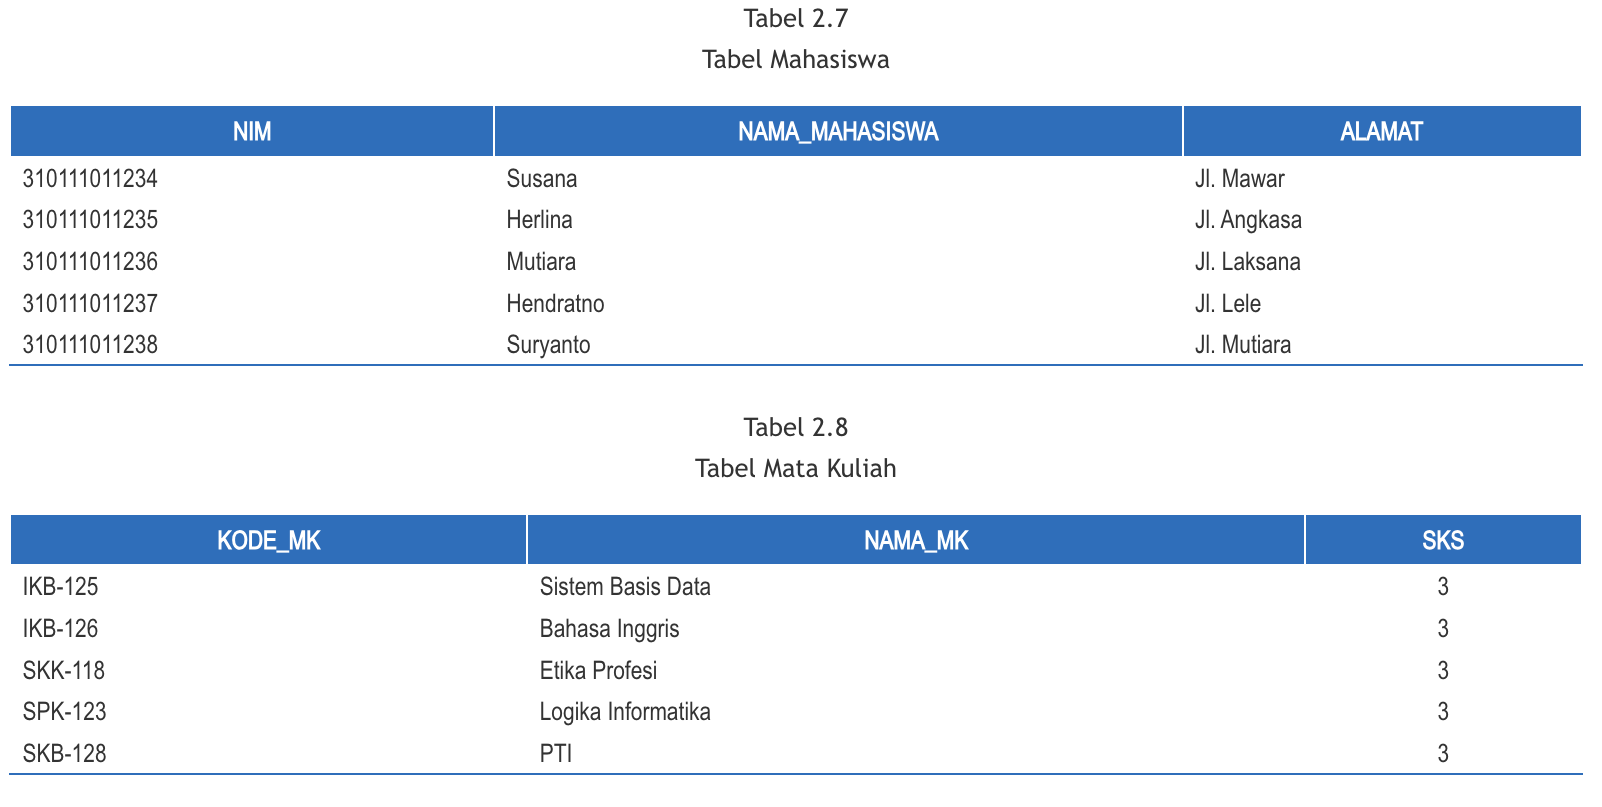 Tabel 2.7
Tabel Mahasiswa
NIM NAMA_MAHASISWA ALAMAT
310111011234 Susana Jl. Mawar
310111011235 Herlina Jl. Angkasa
310111011236 Mutiara Jl. Laksana
310111011237 Hendratno Jl. Lele
310111011238 Suryanto Jl. Mutiara
Tabel 2.8
Tabel Mata Kuliah
KODE_MK NAMA_MK SKS
IKB-125 Sistem Basis Data 3
IKB-126 Bahasa Inggris 3
SKK-118 Etika Profesi 3
SPK-123 Logika Informatika 3
SKB-128 PTI 3